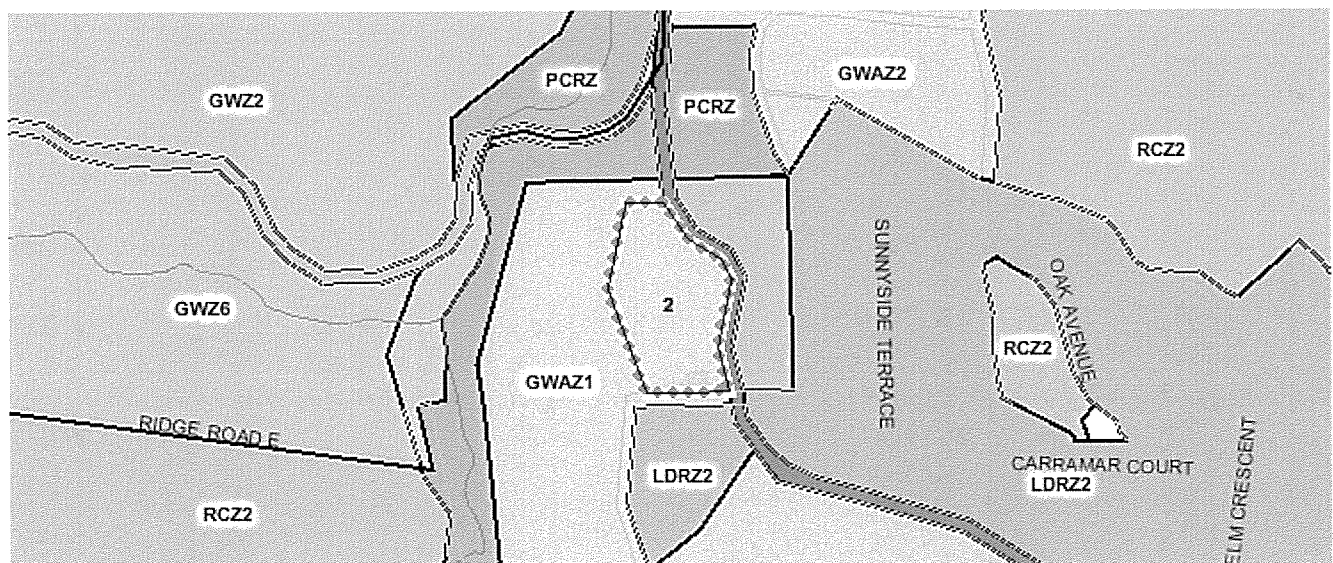 GWZ2
PCRZ
PCRZ
GWAZ2
RCZ2
SUNNYSIDE TERRACE
OAK AVENUE
GWZ6
2
RCZ2
GWAZ1
RIDGE ROAD E
CARRAMAR COURT
LDRZ2
LDRZ2
RCZ2
ELM CRESCENT